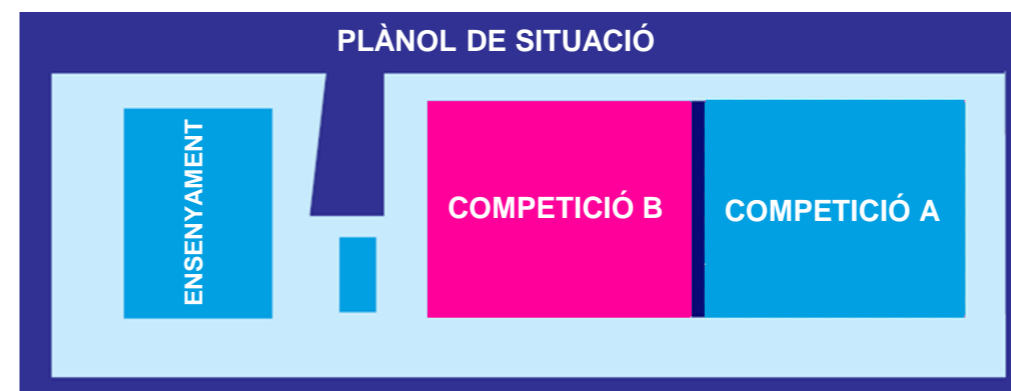 PLÀNOL DE SITUACIÓ
ENSENYAMENT
COMPETICIÓ B
COMPETICIÓ A